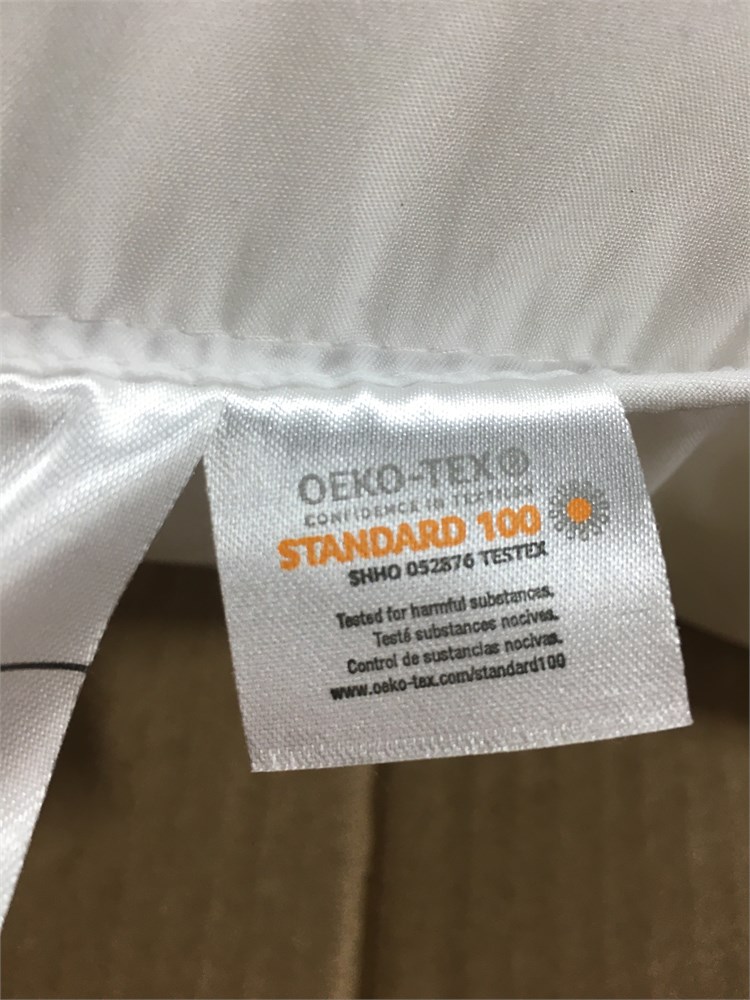 OEKO-TEX®
CONFIDENCE IN TEXTILES
STANDARD 100
SHHO 052876 TESTEX
Tested for harmful substances.
Testé substances nocives.
Control de sustancias nocivas.
www.oeko-tex.com/standard100